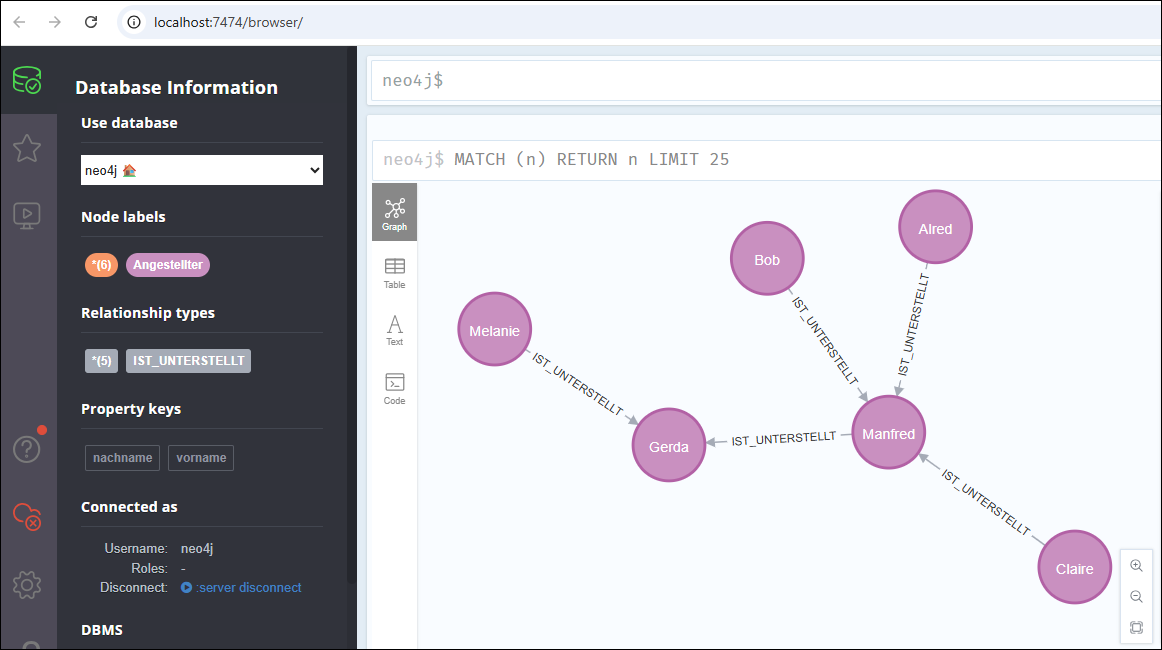 localhost:7474/browser/
Database Information
Use database
neo4j
Node labels
*(6) Angestellter
Relationship types
*(5) IST_UNTERSTELLT
Property keys
nachname vorname
Connected as
Username: neo4j
Roles: -
Disconnect: :server disconnect
DBMS
neo4j$
neo4j$ MATCH (n) RETURN n LIMIT 25
Graph
Table
Text
Code
Alred
Bob
IST_UNTERSTELLT
IST_UNTERSTELLT
Melanie
IST_UNTERSTELLT
Gerda
IST_UNTERSTELLT
Manfred
IST_UNTERSTELLT
Claire